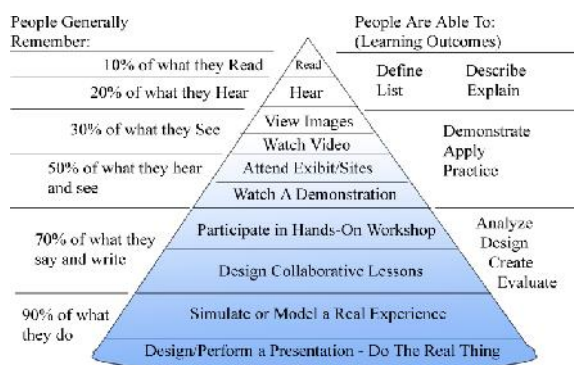 People Generally
Remember:
People Are Able To:
(Learning Outcomes)
10% of what they Read
Read
Define
Describe
List
Explain
20% of what they Hear
Hear
30% of what they See
View Images
Watch Video
Demonstrate
Apply
Practice
50% of what they hear
and see
Attend Exibit/Sites
Watch A Demonstration
70% of what they
say and write
Participate in Hands-On Workshop
Design Collaborative Lessons
Analyze
Design
Create
Evaluate
90% of what
they do
Simulate or Model a Real Experience
Design/Perform a Presentation - Do The Real Thing